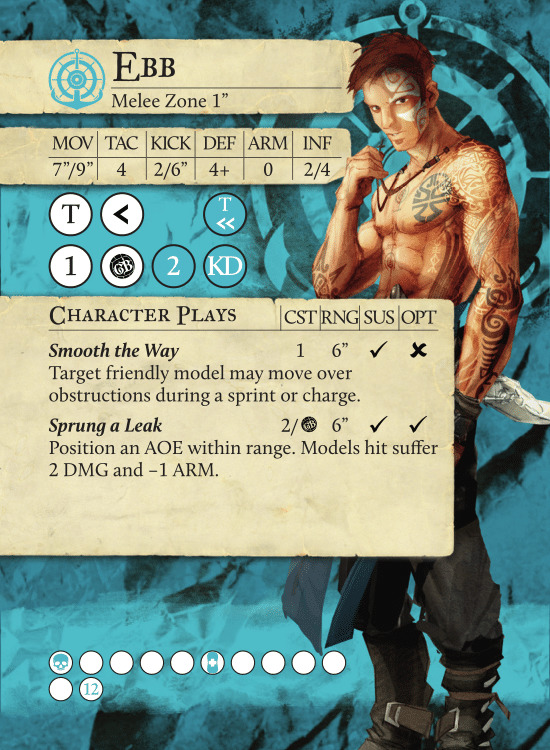 Ebb
Melee Zone 1”
MOV TAC KICK DEF ARM INF
7”/9” 4 2/6” 4+ 0 2/4
T < T
<<
1 GB 2 KD
Character Plays CST RNG SUS OPT
Smooth the Way 1 6” ✓ ✗
Target friendly model may move over
obstructions during a sprint or charge.
Sprung a Leak 2/GB 6” ✓ ✓
Position an AOE within range. Models hit suffer
2 DMG and –1 ARM.
12